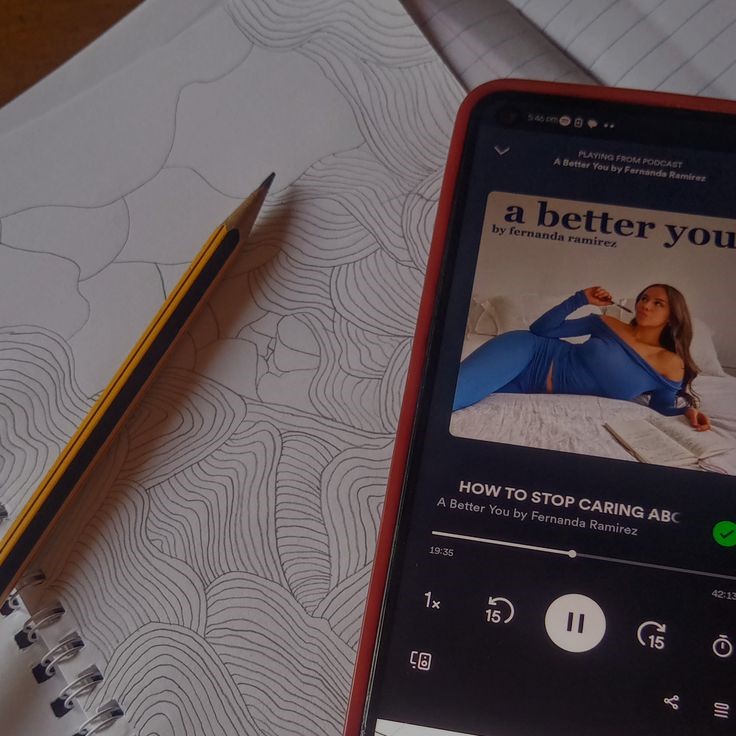 5:46 PM
PLAYING FROM PODCAST
A Better You by Fernanda Ramirez
a better you
by fernanda ramirez
HOW TO STOP CARING ABC
A Better You by Fernanda Ramirez
19:35
42:13
1x
15
15